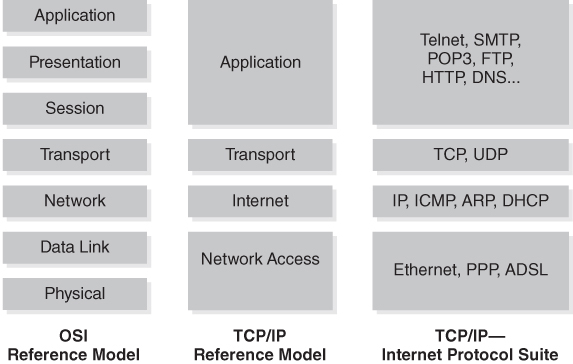 Application
Presentation
Session
Transport
Network
Data Link
Physical
OSI
Reference Model
Application
Transport
Internet
Network Access
TCP/IP
Reference Model
Telnet, SMTP,
POP3, FTP,
HTTP, DNS...
TCP, UDP
IP, ICMP, ARP, DHCP
Ethernet, PPP, ADSL
TCP/IP—
Internet Protocol Suite